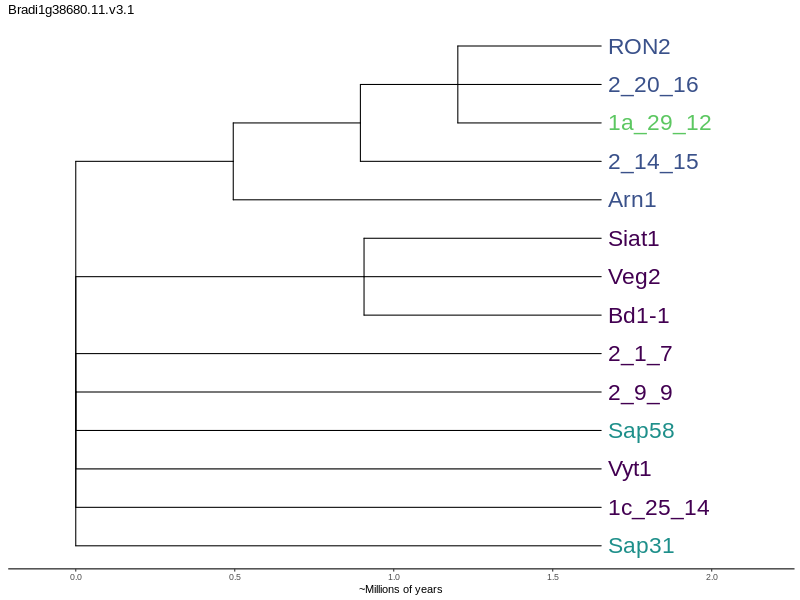 Bradi1g38680.11.v3.1
RON2
2_20_16
1a_29_12
2_14_15
Arn1
Siat1
Veg2
Bd1-1
2_1_7
2_9_9
Sap58
Vyt1
1c_25_14
Sap31
0.0 0.5 1.0 1.5 2.0
~Millions of years